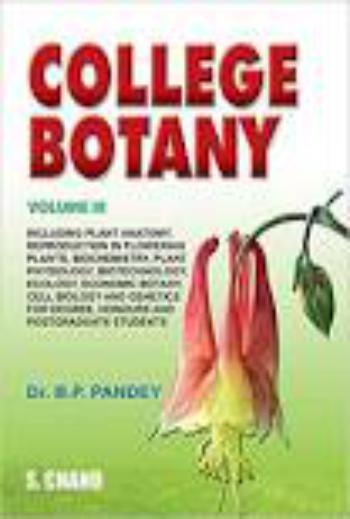 COLLEGE
BOTANY
VOLUME III
INCLUDING PLANT ANATOMY,
REPRODUCTION IN FLOWERING
PLANTS, BIOCHEMISTRY, PLANT
PHYSIOLOGY, BIOTECHNOLOGY,
ECOLOGY, ECONOMIC BOTANY,
CELL BIOLOGY AND GENETICS
FOR DEGREE, HONOURS AND
POSTGRADUATE STUDENTS
Dr. B.P. PANDEY
S. CHAND